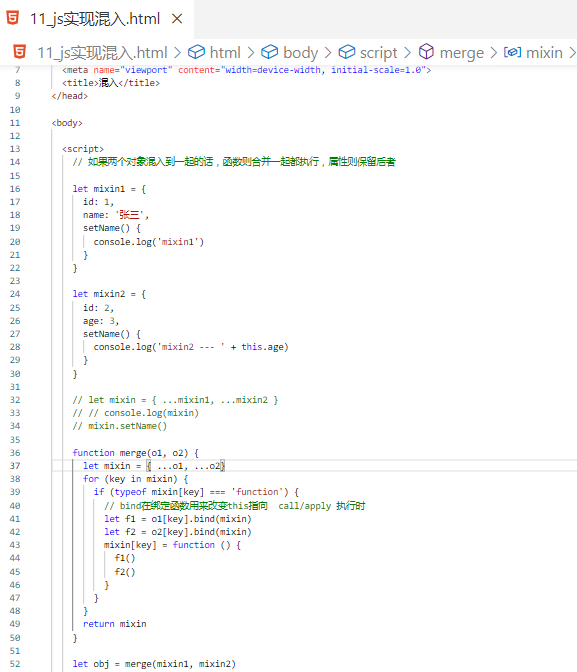 11_js实现混入.html
11_js实现混入.html > html > body > script > merge > mixin >
7 <meta name="viewport" content="width=device-width, initial-scale=1.0">
8 <title>混入</title>
9 </head>
10
11 <body>
12
13 <script>
14 // 如果两个对象混入到一起的话，函数则合并一起都执行，属性则保留后者
15
16 let mixin1 = {
17 id: 1,
18 name: '张三',
19 setName() {
20 console.log('mixin1')
21 }
22 }
23
24 let mixin2 = {
25 id: 2,
26 age: 3,
27 setName() {
28 console.log('mixin2 --- ' + this.age)
29 }
30 }
31
32 // let mixin = { ...mixin1, ...mixin2 }
33 // // console.log(mixin)
34 // mixin.setName()
35
36 function merge(o1, o2) {
37 let mixin = { ...o1, ...o2}
38 for (key in mixin) {
39 if (typeof mixin[key] === 'function') {
40 // bind在绑定函数用来改变this指向 call/apply 执行时
41 let f1 = o1[key].bind(mixin)
42 let f2 = o2[key].bind(mixin)
43 mixin[key] = function () {
44 f1()
45 f2()
46 }
47 }
48 }
49 return mixin
50 }
51
52 let obj = merge(mixin1, mixin2)